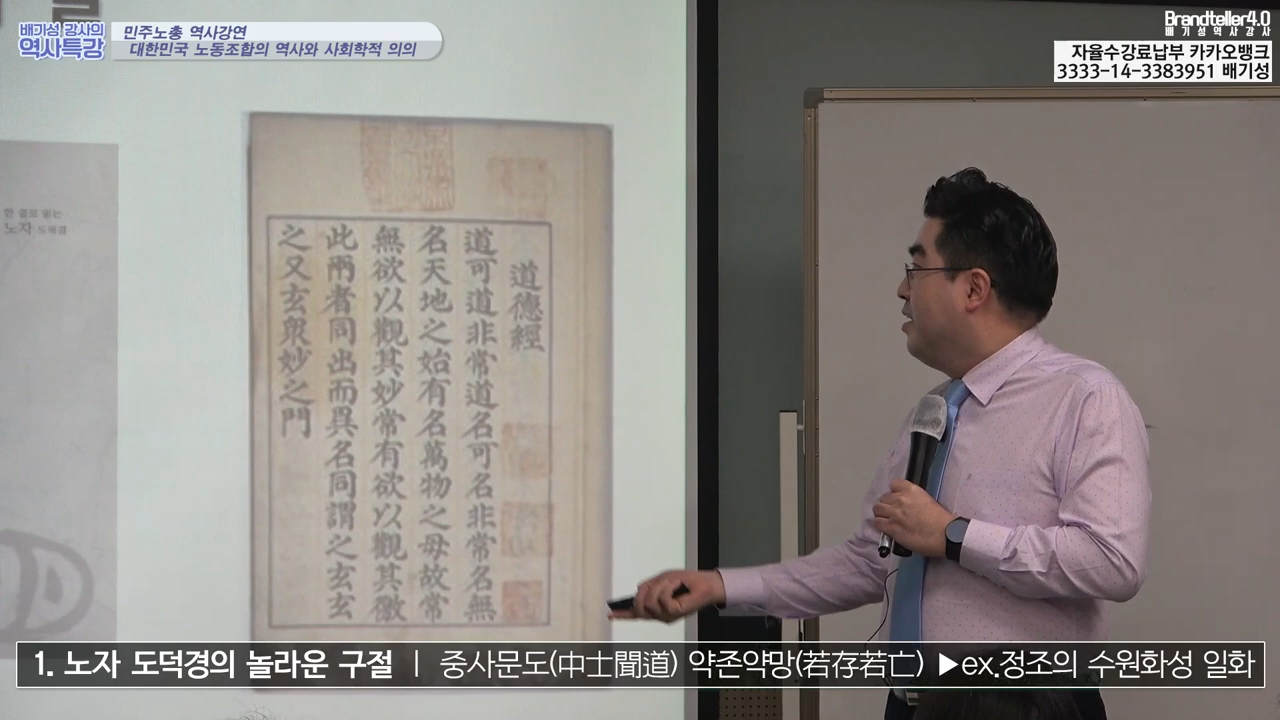 배기성 강사의
역사특강
민주노총 역사강연
대한민국 노동조합의 역사와 사회학적 의의
Brandteller4.0
배기성역사강사
자율수강료납부 카카오뱅크
3333-14-3383951 배기성
한 줄로 읽는
노자 도덕경
道德經
道可道非常道名可名非常名無
名天地之始有名萬物之母故常
無欲以觀其妙常有欲以觀其徼
此兩者同出而異名同謂之玄玄
之又玄衆妙之門
1. 노자 도덕경의 놀라운 구절 | 중사문도(中士聞道) 약존약망(若存若亡) ▶ex.정조의 수원화성 일화